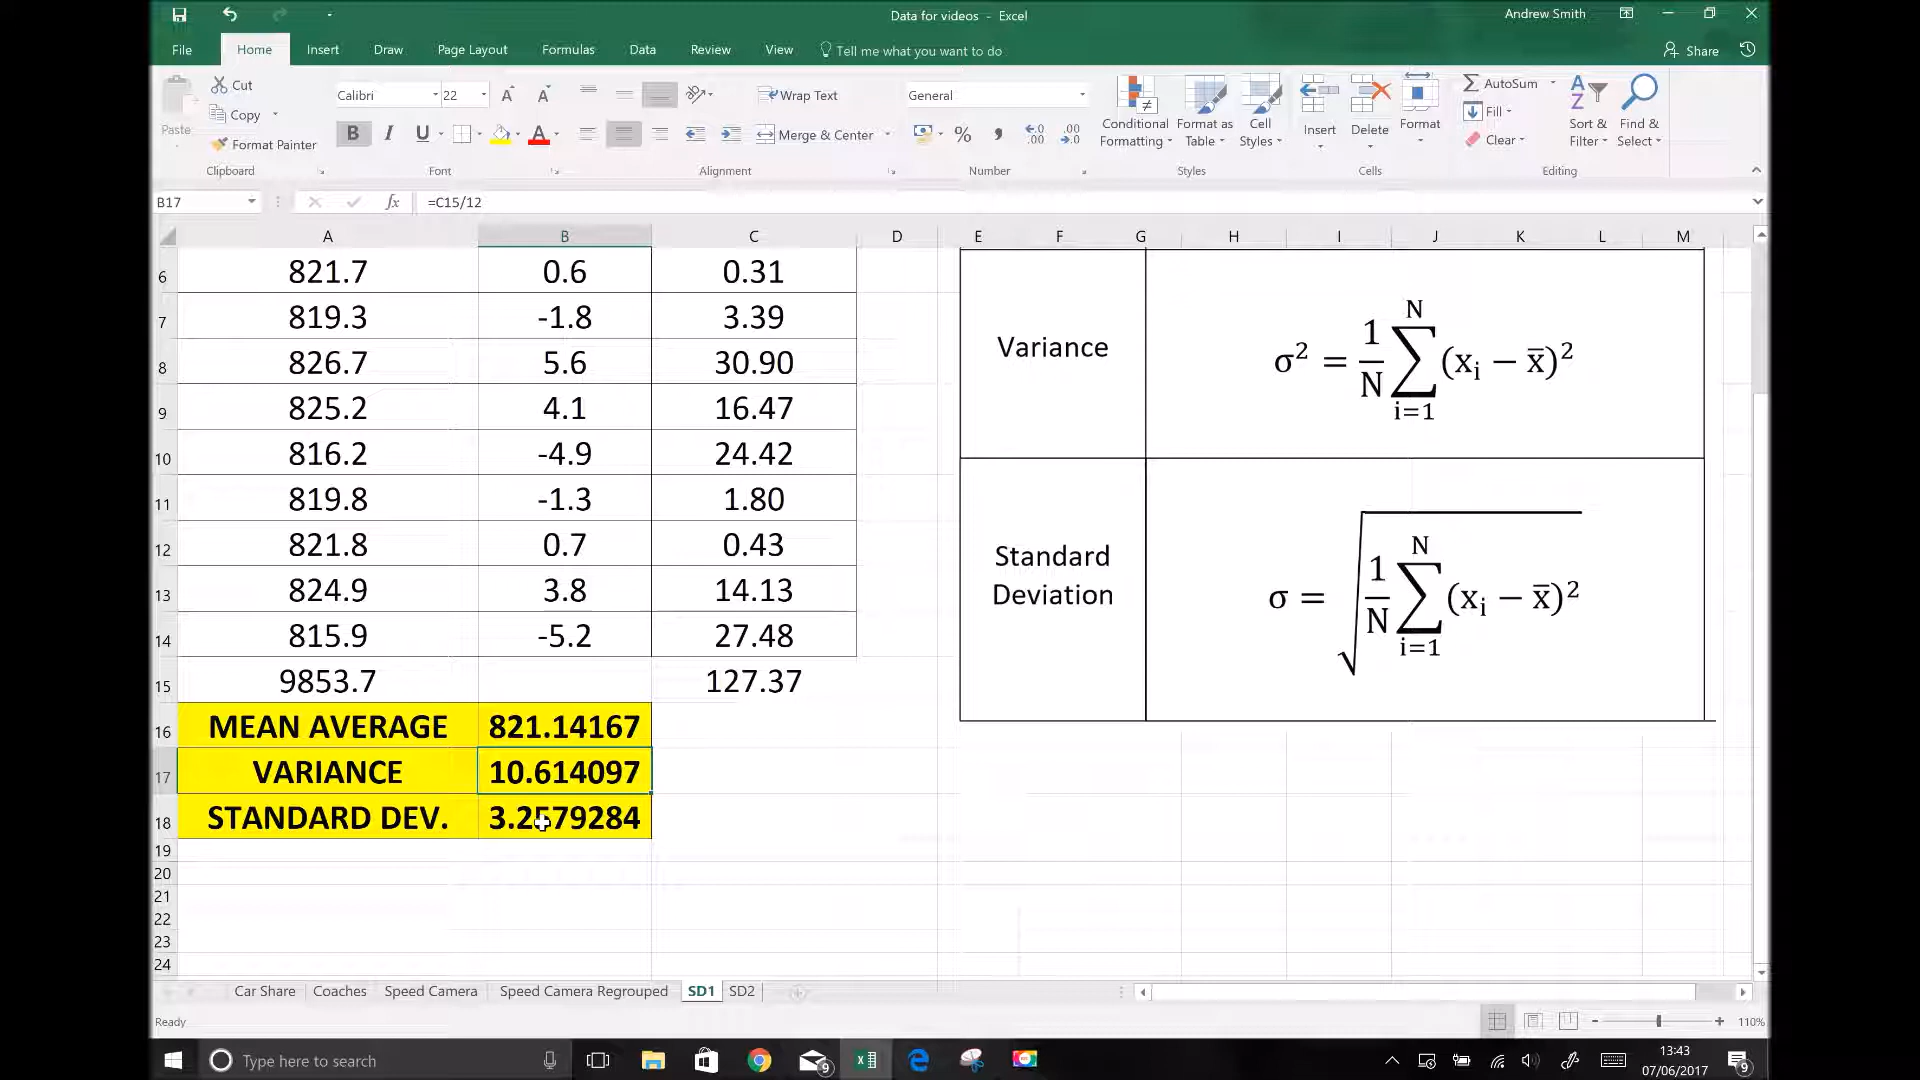 Data for videos - Excel
Andrew Smith
File Home Insert Draw Page Layout Formulas Data Review View Tell me what you want to do Share
Paste
Cut
Copy
Format Painter
Clipboard
Calibri 22
B I U
Font
Wrap Text
Merge & Center
Alignment
General
% ,
Number
Conditional Formatting
Format as Table
Cell Styles
Styles
Insert Delete Format
Cells
AutoSum
Fill
Clear
Sort & Filter
Find & Select
Editing
B17 fx =C15/12
A B C D E F G H I J K L M
6 821.7 0.6 0.31
7 819.3 -1.8 3.39
8 826.7 5.6 30.90
9 825.2 4.1 16.47
10 816.2 -4.9 24.42
11 819.8 -1.3 1.80
12 821.8 0.7 0.43
13 824.9 3.8 14.13
14 815.9 -5.2 27.48
15 9853.7 127.37
16 MEAN AVERAGE 821.14167
17 VARIANCE 10.614097
18 STANDARD DEV. 3.2579284
19
20
21
22
23
24
Variance
σ² = 1/N ∑ i=1 N (xᵢ − x̄)²
Standard
Deviation
σ = √ 1/N ∑ i=1 N (xᵢ − x̄)²
Car Share Coaches Speed Camera Speed Camera Regrouped SD1 SD2
Ready 110%
Type here to search
9
13:43
07/06/2017
9